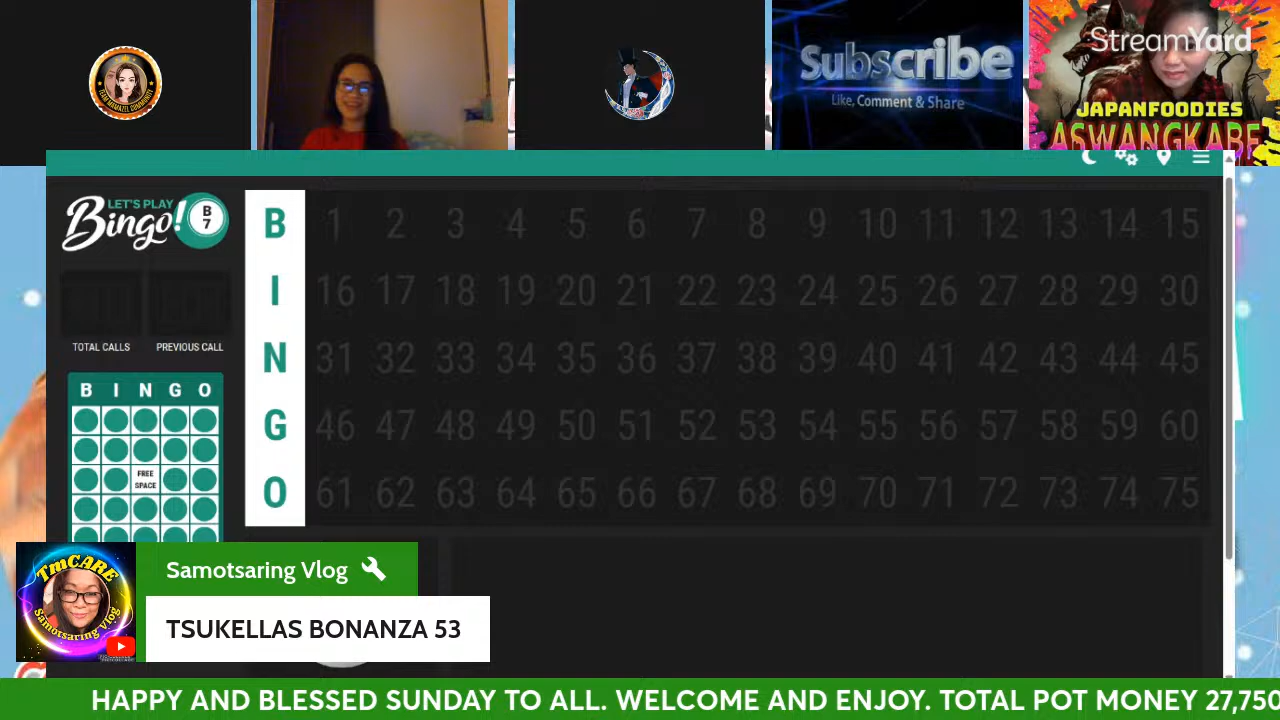 TEAM MAMAZEL COMMUNITY
Subscribe
Like, Comment & Share
StreamYard
JAPANFOODIES
ASWANGKABE
LET'S PLAY
Bingo!
B
7
TOTAL CALLS
PREVIOUS CALL
B I N G O
FREE
SPACE
B 1 2 3 4 5 6 7 8 9 10 11 12 13 14 15
I 16 17 18 19 20 21 22 23 24 25 26 27 28 29 30
N 31 32 33 34 35 36 37 38 39 40 41 42 43 44 45
G 46 47 48 49 50 51 52 53 54 55 56 57 58 59 60
O 61 62 63 64 65 66 67 68 69 70 71 72 73 74 75
TmCARE
Samotsaring Vlog
Samotsaring Vlog
TSUKELLAS BONANZA 53
HAPPY AND BLESSED SUNDAY TO ALL. WELCOME AND ENJOY. TOTAL POT MONEY 27,750